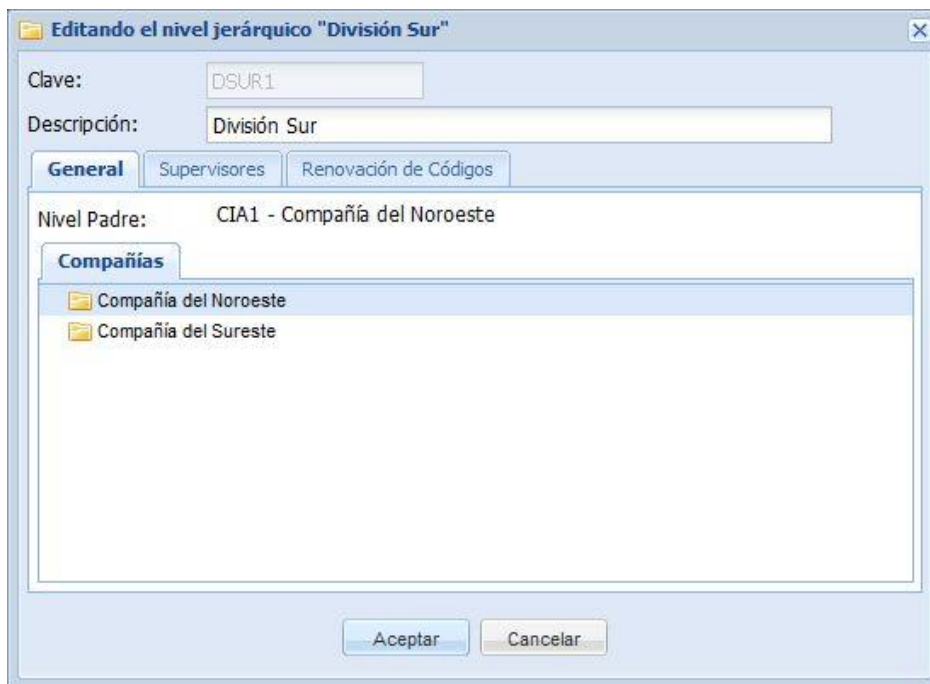 Editando el nivel jerárquico "División Sur"
Clave: DSUR1
Descripción: División Sur
General Supervisores Renovación de Códigos
Nivel Padre: CIA1 - Compañía del Noroeste
Compañías
Compañía del Noroeste
Compañía del Sureste
Aceptar Cancelar